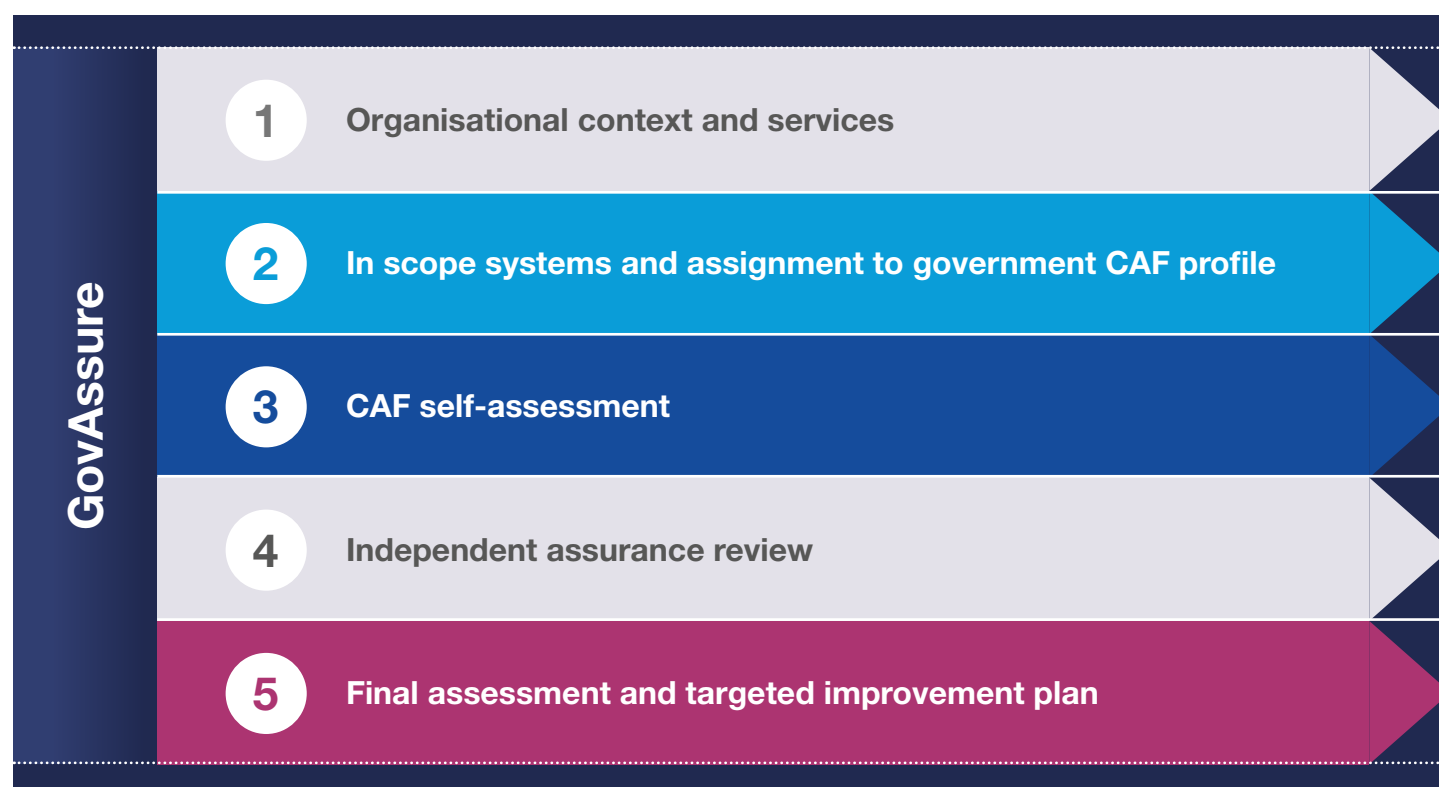 GovAssure
1 Organisational context and services
2 In scope systems and assignment to government CAF profile
3 CAF self-assessment
4 Independent assurance review
5 Final assessment and targeted improvement plan